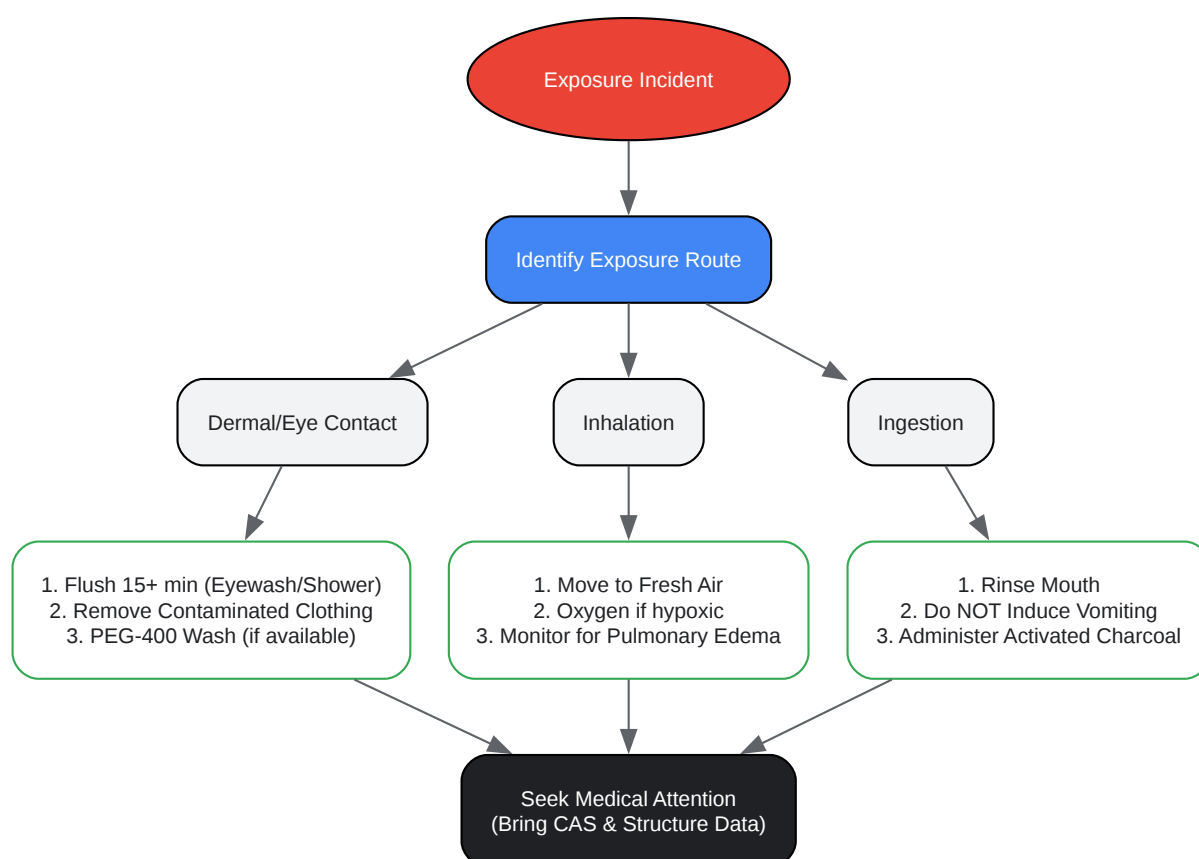 Exposure Incident
Identify Exposure Route
Dermal/Eye Contact
Inhalation
Ingestion
1. Flush 15+ min (Eyewash/Shower)
2. Remove Contaminated Clothing
3. PEG-400 Wash (if available)
1. Move to Fresh Air
2. Oxygen if hypoxic
3. Monitor for Pulmonary Edema
1. Rinse Mouth
2. Do NOT Induce Vomiting
3. Administer Activated Charcoal
Seek Medical Attention
(Bring CAS & Structure Data)